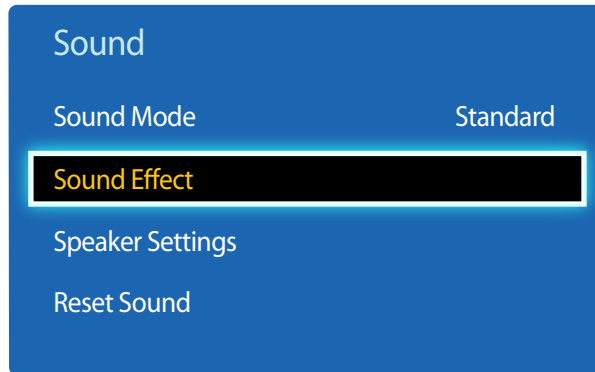 Sound
Sound Mode Standard
Sound Effect
Speaker Settings
Reset Sound